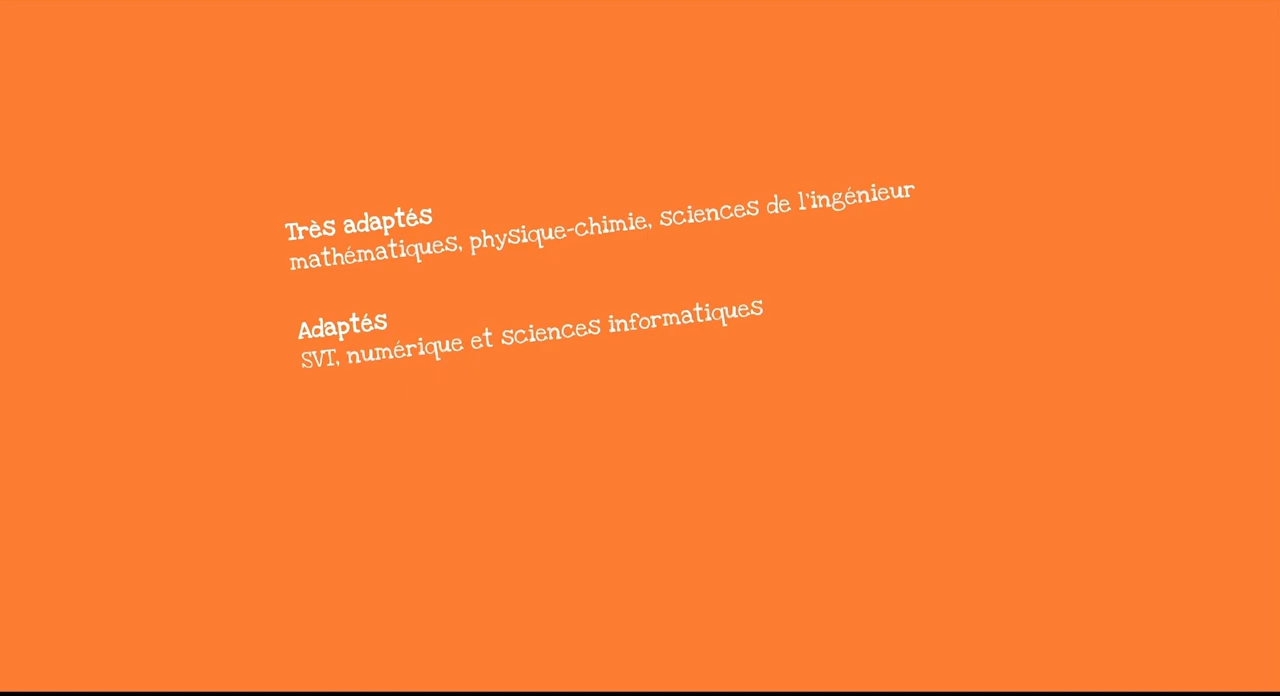 Très adaptés
mathématiques, physique-chimie, sciences de l'ingénieur
Adaptés
SVT, numérique et sciences informatiques